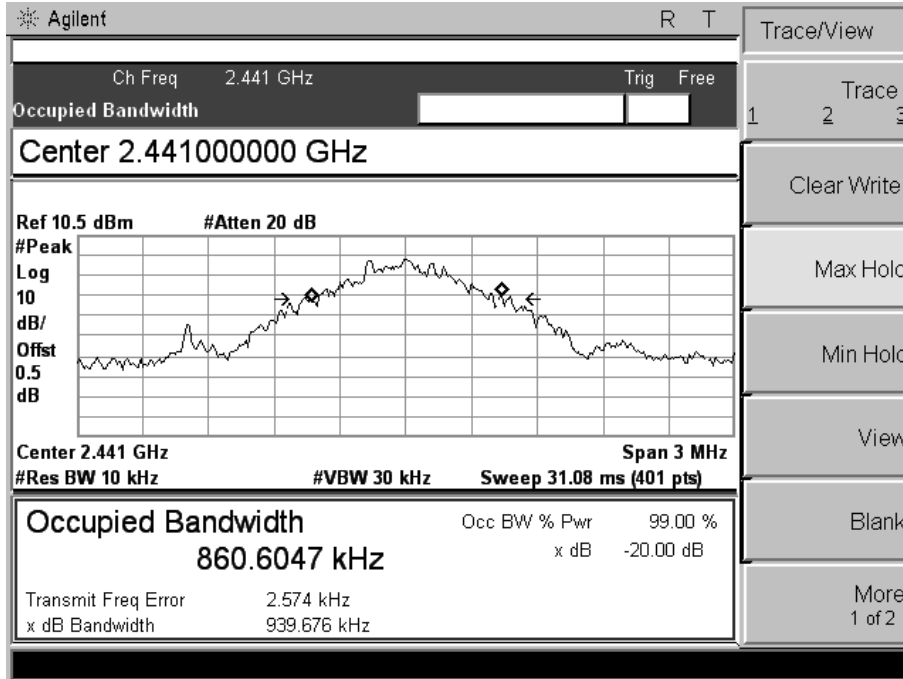 Agilent R T
Trace/View
Ch Freq 2.441 GHz Trig Free
Occupied Bandwidth
Center 2.441000000 GHz
Ref 10.5 dBm #Atten 20 dB
#Peak
Log
10
dB/
Offst
0.5
dB
Center 2.441 GHz Span 3 MHz
#Res BW 10 kHz #VBW 30 kHz Sweep 31.08 ms (401 pts)
Occupied Bandwidth Occ BW % Pwr 99.00 %
860.6047 kHz x dB -20.00 dB
Transmit Freq Error 2.574 kHz
x dB Bandwidth 939.676 kHz
Trace
1 2 3
Clear Write
Max Hold
Min Hold
View
Blank
More
1 of 2